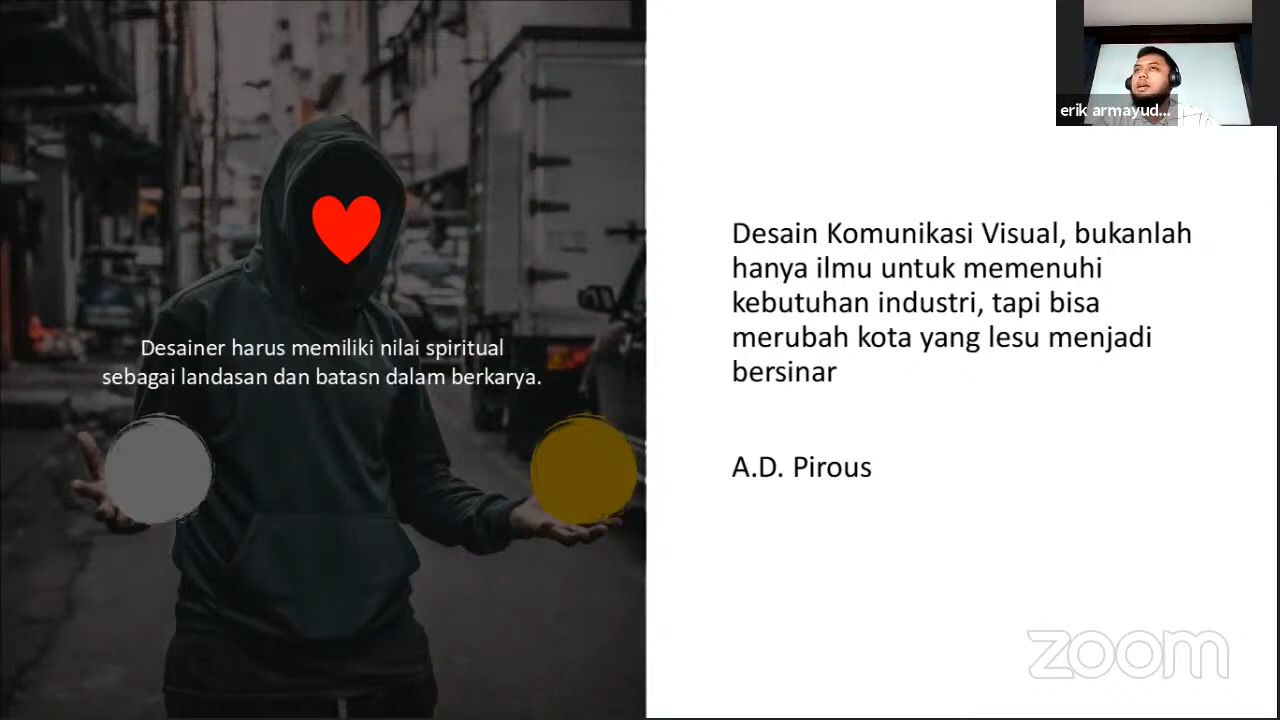 erik armayud...
Desainer harus memiliki nilai spiritual
sebagai landasan dan batasn dalam berkarya.
Desain Komunikasi Visual, bukanlah
hanya ilmu untuk memenuhi
kebutuhan industri, tapi bisa
merubah kota yang lesu menjadi
bersinar
A.D. Pirous
zoom